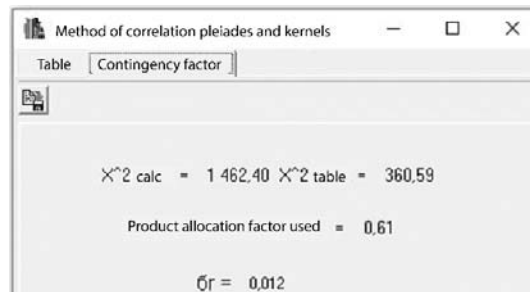 Method of correlation pleiades and kernels
Table Contingency factor
X^2 calc = 1 462,40 X^2 table = 360,59
Product allocation factor used = 0,61
бr = 0,012